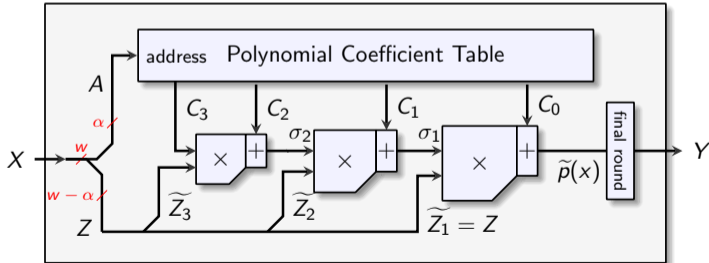 address Polynomial Coefficient Table
A
C₃ C₂ C₁ C₀
α
X w Y
× + σ₂ × + σ₁ × + final round
w − α
Z̃₃ Z̃₂ p̃(x)
Z Z̃₁ = Z